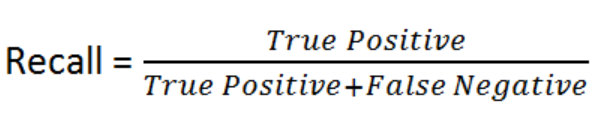 True Positive
Recall =
True Positive+False Negative